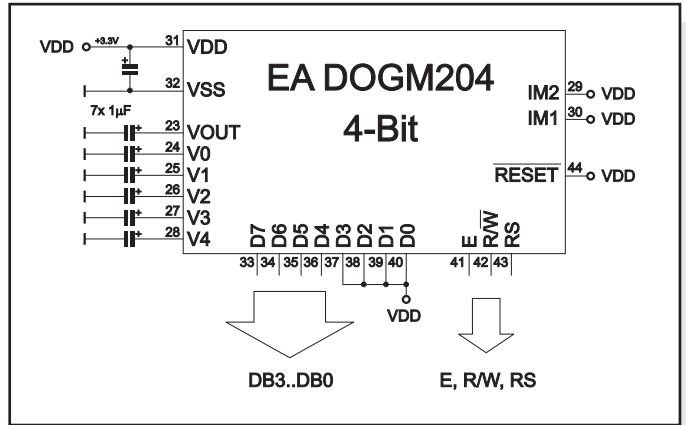 EA DOGM204
4-Bit
VDD +3.3V 31 VDD
32 VSS
7x 1µF
23 VOUT
24 V0
25 V1
26 V2
27 V3
28 V4
IM2 29 VDD
IM1 30 VDD
RESET 44 VDD
D7 D6 D5 D4 D3 D2 D1 D0
33 34 35 36 37 38 39 40
E R/W RS
41 42 43
VDD
DB3..DB0
E, R/W, RS